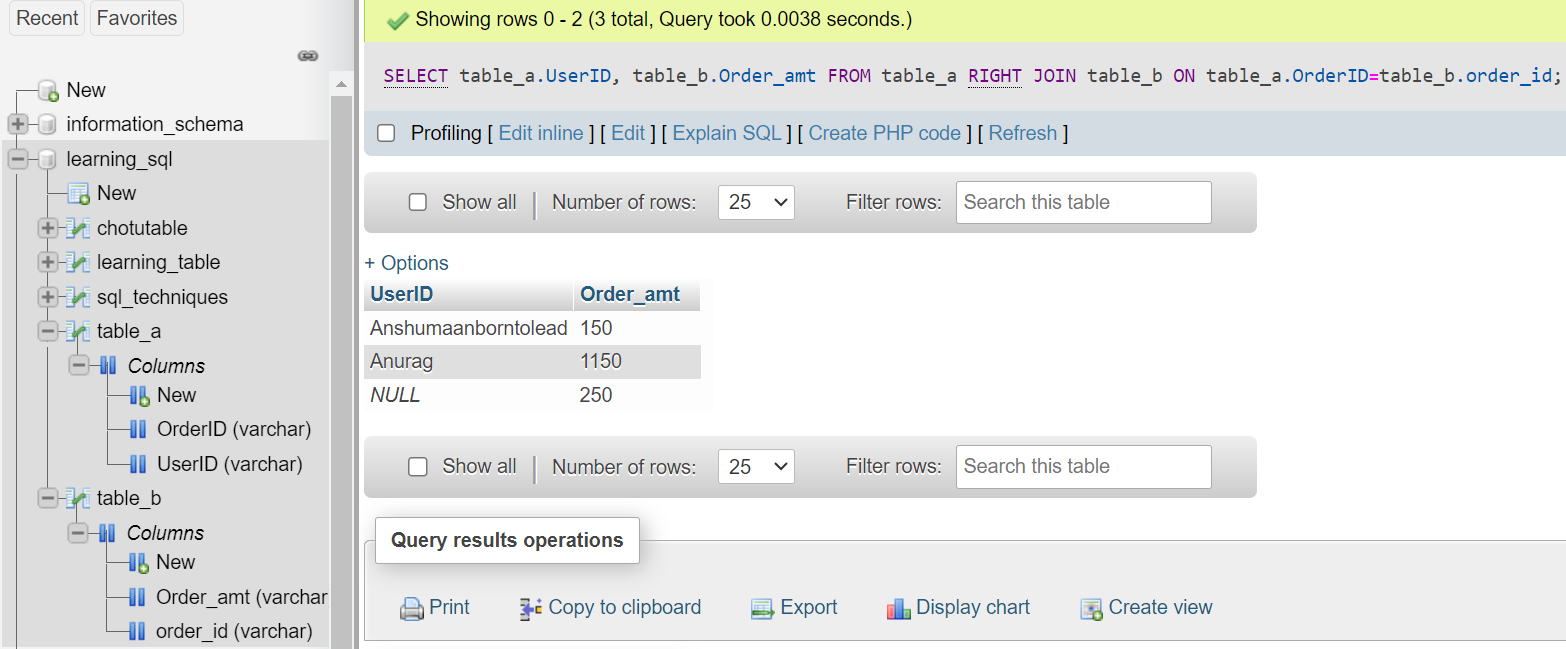 Recent Favorites
New
information_schema
learning_sql
New
chotutable
learning_table
sql_techniques
table_a
Columns
New
OrderID (varchar)
UserID (varchar)
table_b
Columns
New
Order_amt (varchar
order_id (varchar)
Showing rows 0 - 2 (3 total, Query took 0.0038 seconds.)
SELECT table_a.UserID, table_b.Order_amt FROM table_a RIGHT JOIN table_b ON table_a.OrderID=table_b.order_id;
Profiling [ Edit inline ] [ Edit ] [ Explain SQL ] [ Create PHP code ] [ Refresh ]
Show all | Number of rows: 25 Filter rows: Search this table
+ Options
UserID Order_amt
Anshumaanborntolead 150
Anurag 1150
NULL 250
Show all | Number of rows: 25 Filter rows: Search this table
Query results operations
Print Copy to clipboard Export Display chart Create view